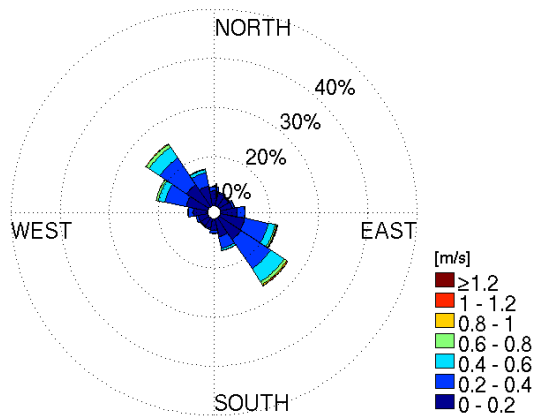 NORTH
40%
30%
20%
10%
WEST
EAST
[m/s]
≥1.2
1 - 1.2
0.8 - 1
0.6 - 0.8
0.4 - 0.6
0.2 - 0.4
0 - 0.2
SOUTH